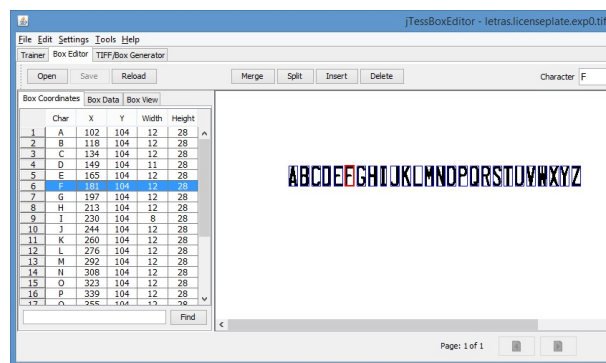 jTessBoxEditor - letras.licenseplate.exp0.tif
File Edit Settings Tools Help
Trainer Box Editor TIFF/Box Generator
Open Save Reload Merge Split Insert Delete Character F
Box Coordinates Box Data Box View
Char X Y Width Height
1 A 102 104 12 28
2 B 118 104 12 28
3 C 134 104 12 28
4 D 149 104 11 28
5 E 165 104 12 28
6 F 181 104 12 28
7 G 197 104 12 28
8 H 213 104 12 28
9 I 230 104 8 28
10 J 244 104 12 28
11 K 260 104 12 28
12 L 276 104 12 28
13 M 292 104 12 28
14 N 308 104 12 28
15 O 323 104 12 28
16 P 339 104 12 28
17 Q 355 104 12 28
ABCDEFGHIJKLMNOPQRSTUVWXYZ
Find
Page: 1 of 1